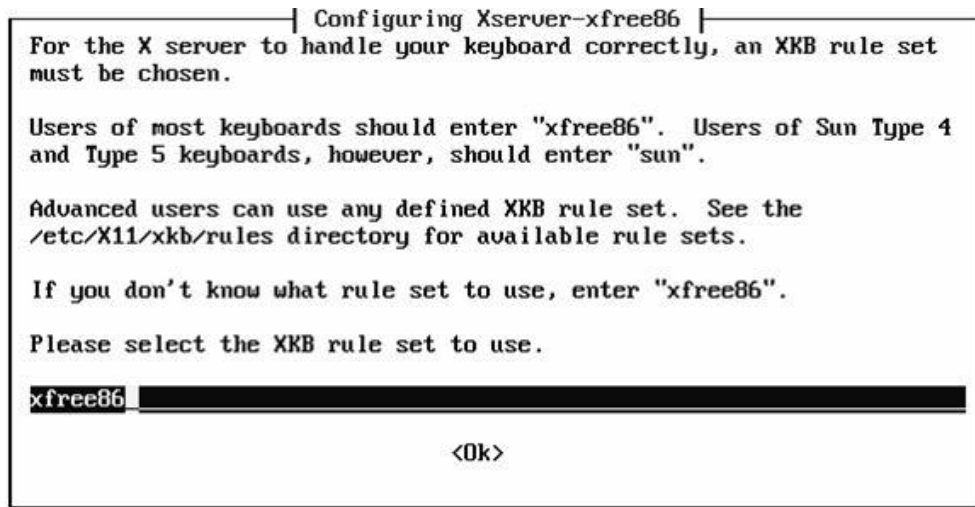 Configuring Xserver-xfree86
For the X server to handle your keyboard correctly, an XKB rule set
must be chosen.
Users of most keyboards should enter "xfree86".  Users of Sun Type 4
and Type 5 keyboards, however, should enter "sun".
Advanced users can use any defined XKB rule set.  See the
/etc/X11/xkb/rules directory for available rule sets.
If you don't know what rule set to use, enter "xfree86".
Please select the XKB rule set to use.
xfree86
<Ok>